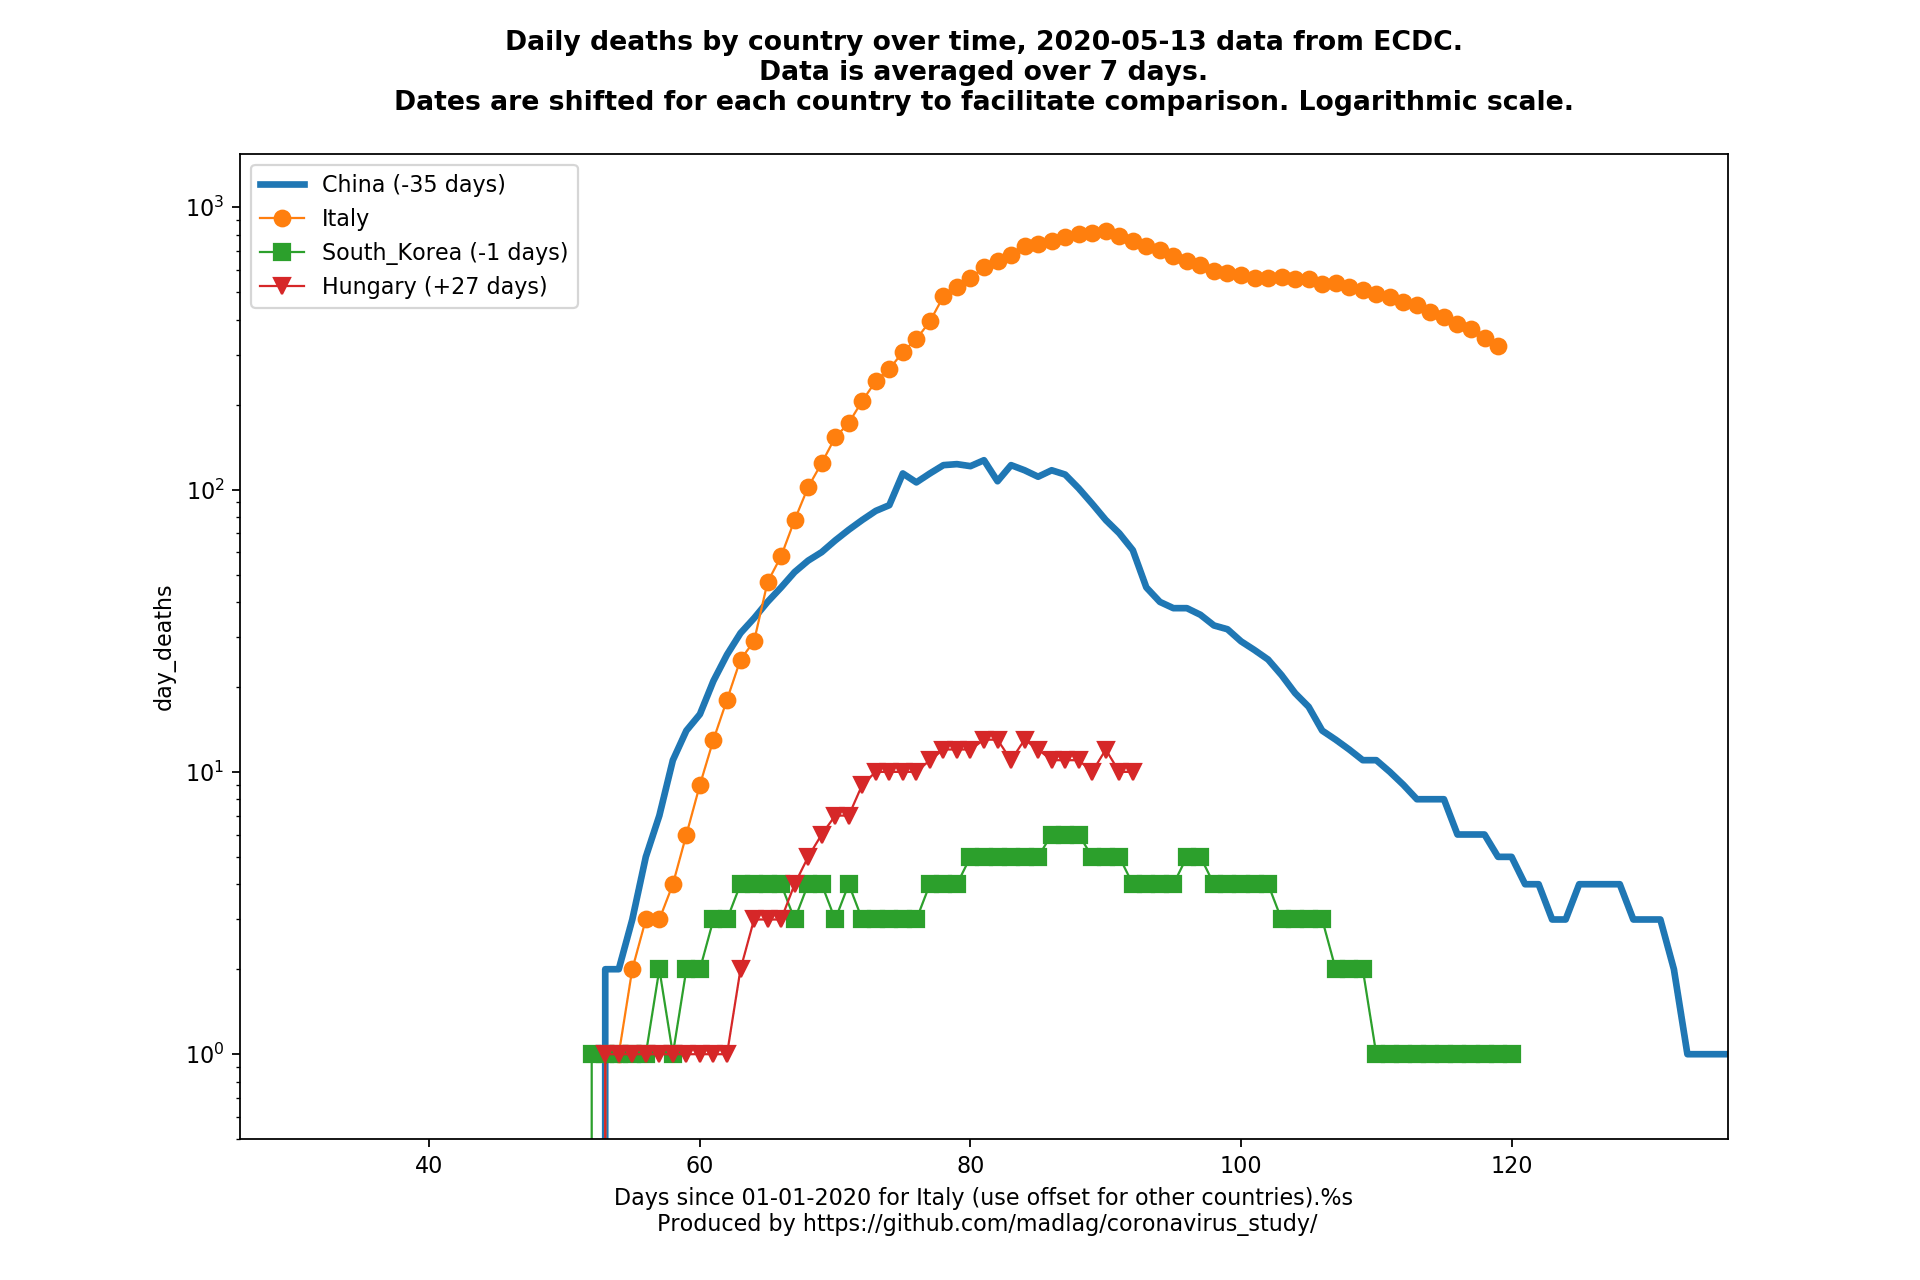 Daily deaths by country over time, 2020-05-13 data from ECDC.
Data is averaged over 7 days.
Dates are shifted for each country to facilitate comparison. Logarithmic scale.
China (-35 days)
Italy
South_Korea (-1 days)
Hungary (+27 days)
10³
10²
10¹
10⁰
day_deaths
40 60 80 100 120
Days since 01-01-2020 for Italy (use offset for other countries).%s
Produced by https://github.com/madlag/coronavirus_study/